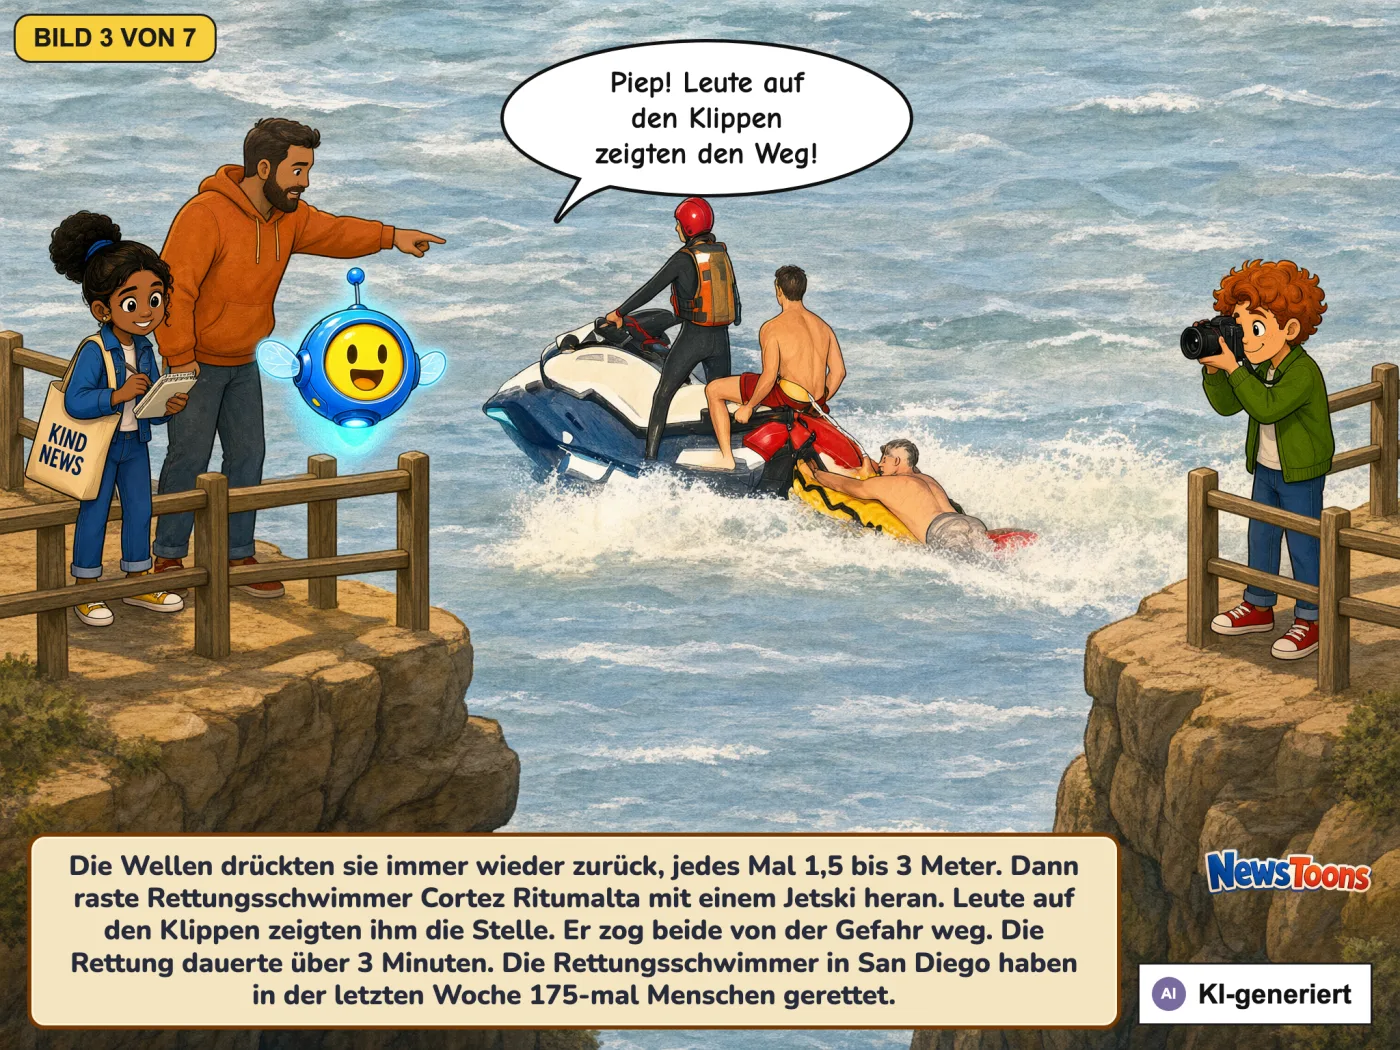 BILD 3 VON 7
Piep! Leute auf
den Klippen
zeigten den Weg!
KIND
NEWS
Die Wellen drückten sie immer wieder zurück, jedes Mal 1,5 bis 3 Meter. Dann
raste Rettungsschwimmer Cortez Ritumalta mit einem Jetski heran. Leute auf
den Klippen zeigten ihm die Stelle. Er zog beide von der Gefahr weg. Die
Rettung dauerte über 3 Minuten. Die Rettungsschwimmer in San Diego haben
in der letzten Woche 175-mal Menschen gerettet.
NEWSTOONS
AI KI-generiert